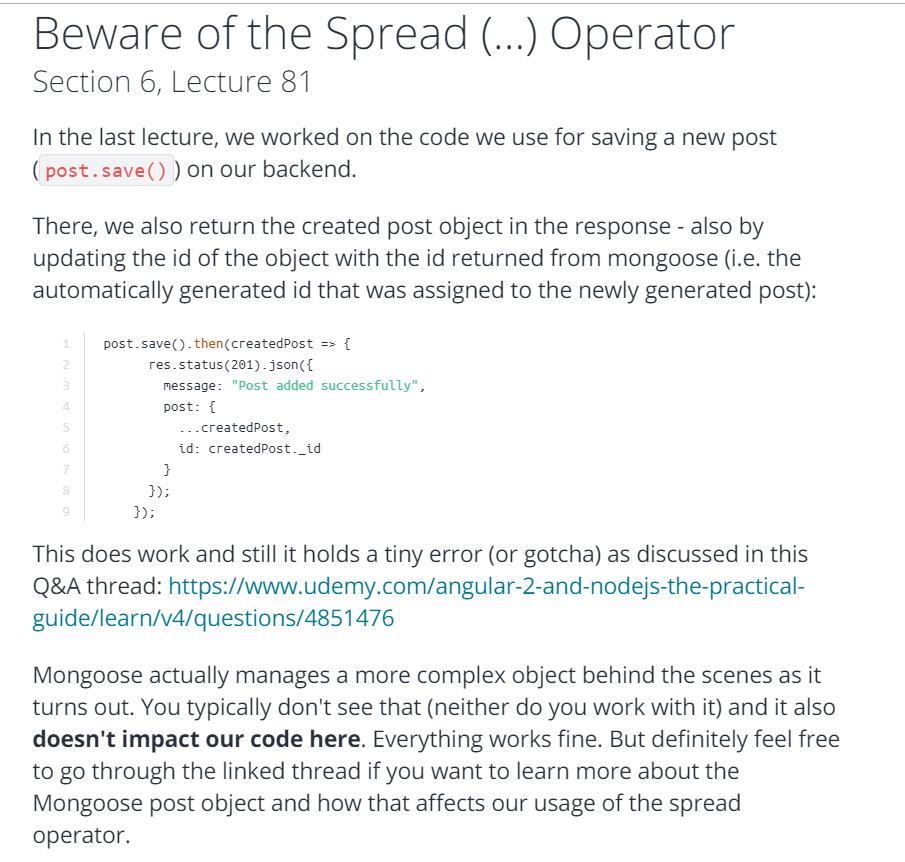 Beware of the Spread (...) Operator
Section 6, Lecture 81
In the last lecture, we worked on the code we use for saving a new post
( post.save() ) on our backend.
There, we also return the created post object in the response - also by
updating the id of the object with the id returned from mongoose (i.e. the
automatically generated id that was assigned to the newly generated post):
1 post.save().then(createdPost => {
2 res.status(201).json({
3 message: "Post added successfully",
4 post: {
5 ...createdPost,
6 id: createdPost._id
7 }
8 });
9 });
This does work and still it holds a tiny error (or gotcha) as discussed in this
Q&A thread: https://www.udemy.com/angular-2-and-nodejs-the-practical-
guide/learn/v4/questions/4851476
Mongoose actually manages a more complex object behind the scenes as it
turns out. You typically don't see that (neither do you work with it) and it also
doesn't impact our code here. Everything works fine. But definitely feel free
to go through the linked thread if you want to learn more about the
Mongoose post object and how that affects our usage of the spread
operator.